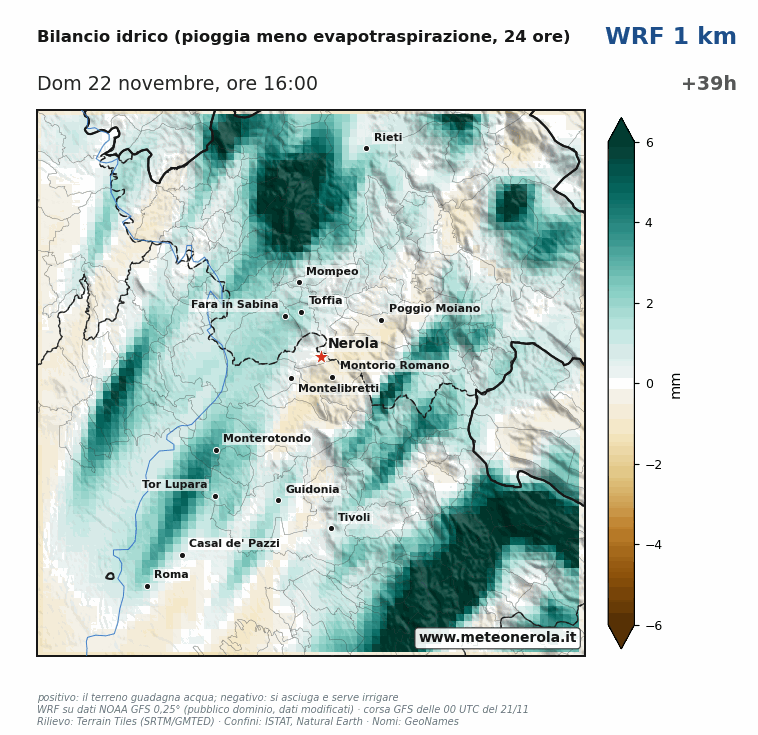 Bilancio idrico (pioggia meno evapotraspirazione, 24 ore)
WRF 1 km
Dom 22 novembre, ore 16:00
+39h
Rieti
Mompeo
Fara in Sabina
Toffia
Poggio Moiano
Nerola
Montorio Romano
Montelibretti
Monterotondo
Tor Lupara
Guidonia
Tivoli
Casal de' Pazzi
Roma
www.meteonerola.it
6
4
2
0
−2
−4
−6
mm
positivo: il terreno guadagna acqua; negativo: si asciuga e serve irrigare
WRF su dati NOAA GFS 0,25° (pubblico dominio, dati modificati) · corsa GFS delle 00 UTC del 21/11
Rilievo: Terrain Tiles (SRTM/GMTED) · Confini: ISTAT, Natural Earth · Nomi: GeoNames